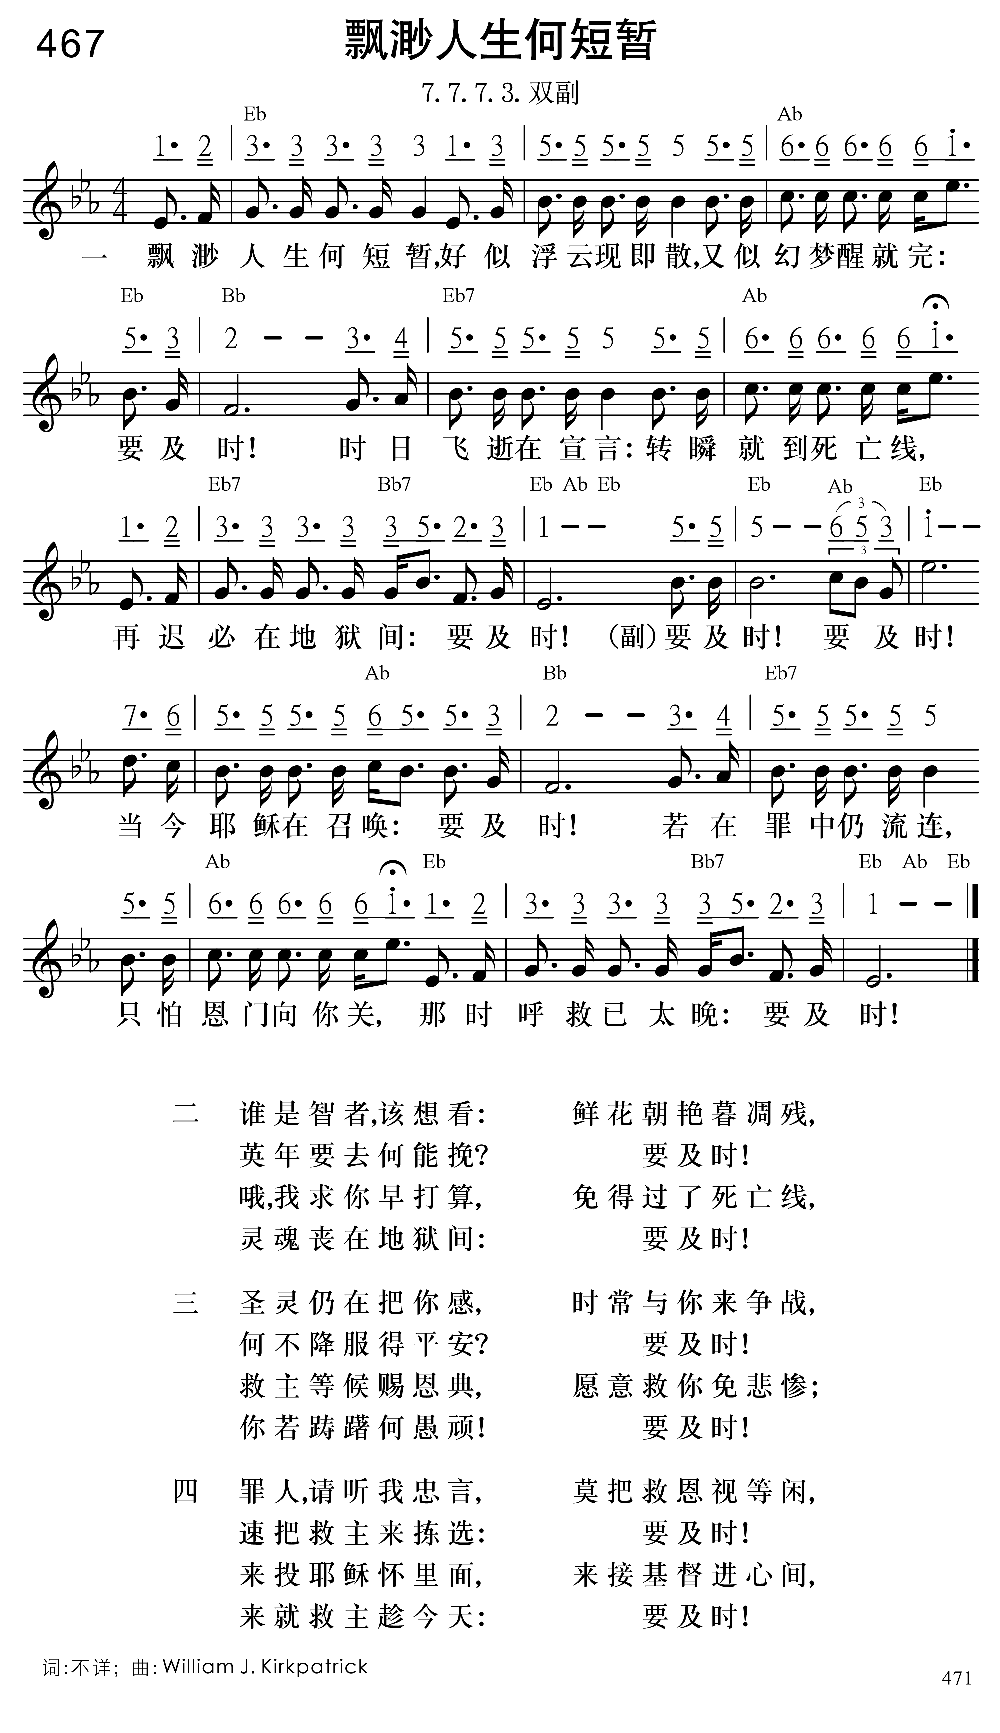 467
飘渺人生何短暂
7. 7. 7. 3. 双副
Eb Ab
1· 2 | 3· 3 3· 3 3 1· 3 | 5· 5 5· 5 5 5· 5 | 6· 6 6· 6 6 i·
一 飘渺人生何短暂,好似浮云现即散,又似幻梦醒就完:
Eb Bb Eb7 Ab
5· 3 | 2 – – 3· 4 | 5· 5 5· 5 5 5· 5 | 6· 6 6· 6 6 i·
要及时! 时日飞逝在宣言:转瞬就到死亡线,
Eb7 Bb7 Eb Ab Eb Eb Ab Eb
1· 2 | 3· 3 3· 3 3 5· 2· 3 | 1 – – 5· 5 | 5 – – 6 5 3 | i – –
再迟必在地狱间:要及时! (副)要及时! 要及时!
Ab Bb Eb7
7· 6 | 5· 5 5· 5 6 5· 5· 3 | 2 – – 3· 4 | 5· 5 5· 5 5
当今耶稣在召唤:要及时! 若在罪中仍流连,
Ab Eb Bb7 Eb Ab Eb
5· 5 | 6· 6 6· 6 6 i· 1· 2 | 3· 3 3· 3 3 5· 2· 3 | 1 – –
只怕恩门向你关, 那时呼救已太晚:要及时!
二 谁是智者,该想看: 鲜花朝艳暮凋残,
英年要去何能挽? 要及时!
哦,我求你早打算, 免得过了死亡线,
灵魂丧在地狱间: 要及时!
三 圣灵仍在把你感, 时常与你来争战,
何不降服得平安? 要及时!
救主等候赐恩典, 愿意救你免悲惨;
你若踌躇何愚顽! 要及时!
四 罪人,请听我忠言, 莫把救恩视等闲,
速把救主来拣选: 要及时!
来投耶稣怀里面, 来接基督进心间,
来就救主趁今天: 要及时!
词:不详; 曲: William J. Kirkpatrick
471